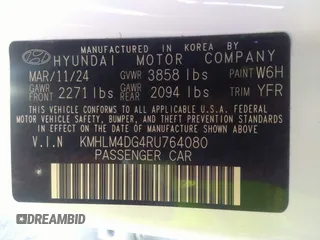 MANUFACTURED IN KOREA BY
HYUNDAI MOTOR COMPANY
MAR/11/24 GVWR 3858 lbs PAINT W6H
GAWR FRONT 2271 lbs GAWR REAR 2094 lbs TRIM YFR
THIS VEHICLE CONFORMS TO ALL APPLICABLE FEDERAL MOTOR
VEHICLE SAFETY, BUMPER, AND THEFT PREVENTION STANDARDS
IN EFFECT ON THE DATE OF MANUFACTURE SHOWN ABOVE.
V.I.N KMHLM4DG4RU764080
PASSENGER CAR
DREAMBID